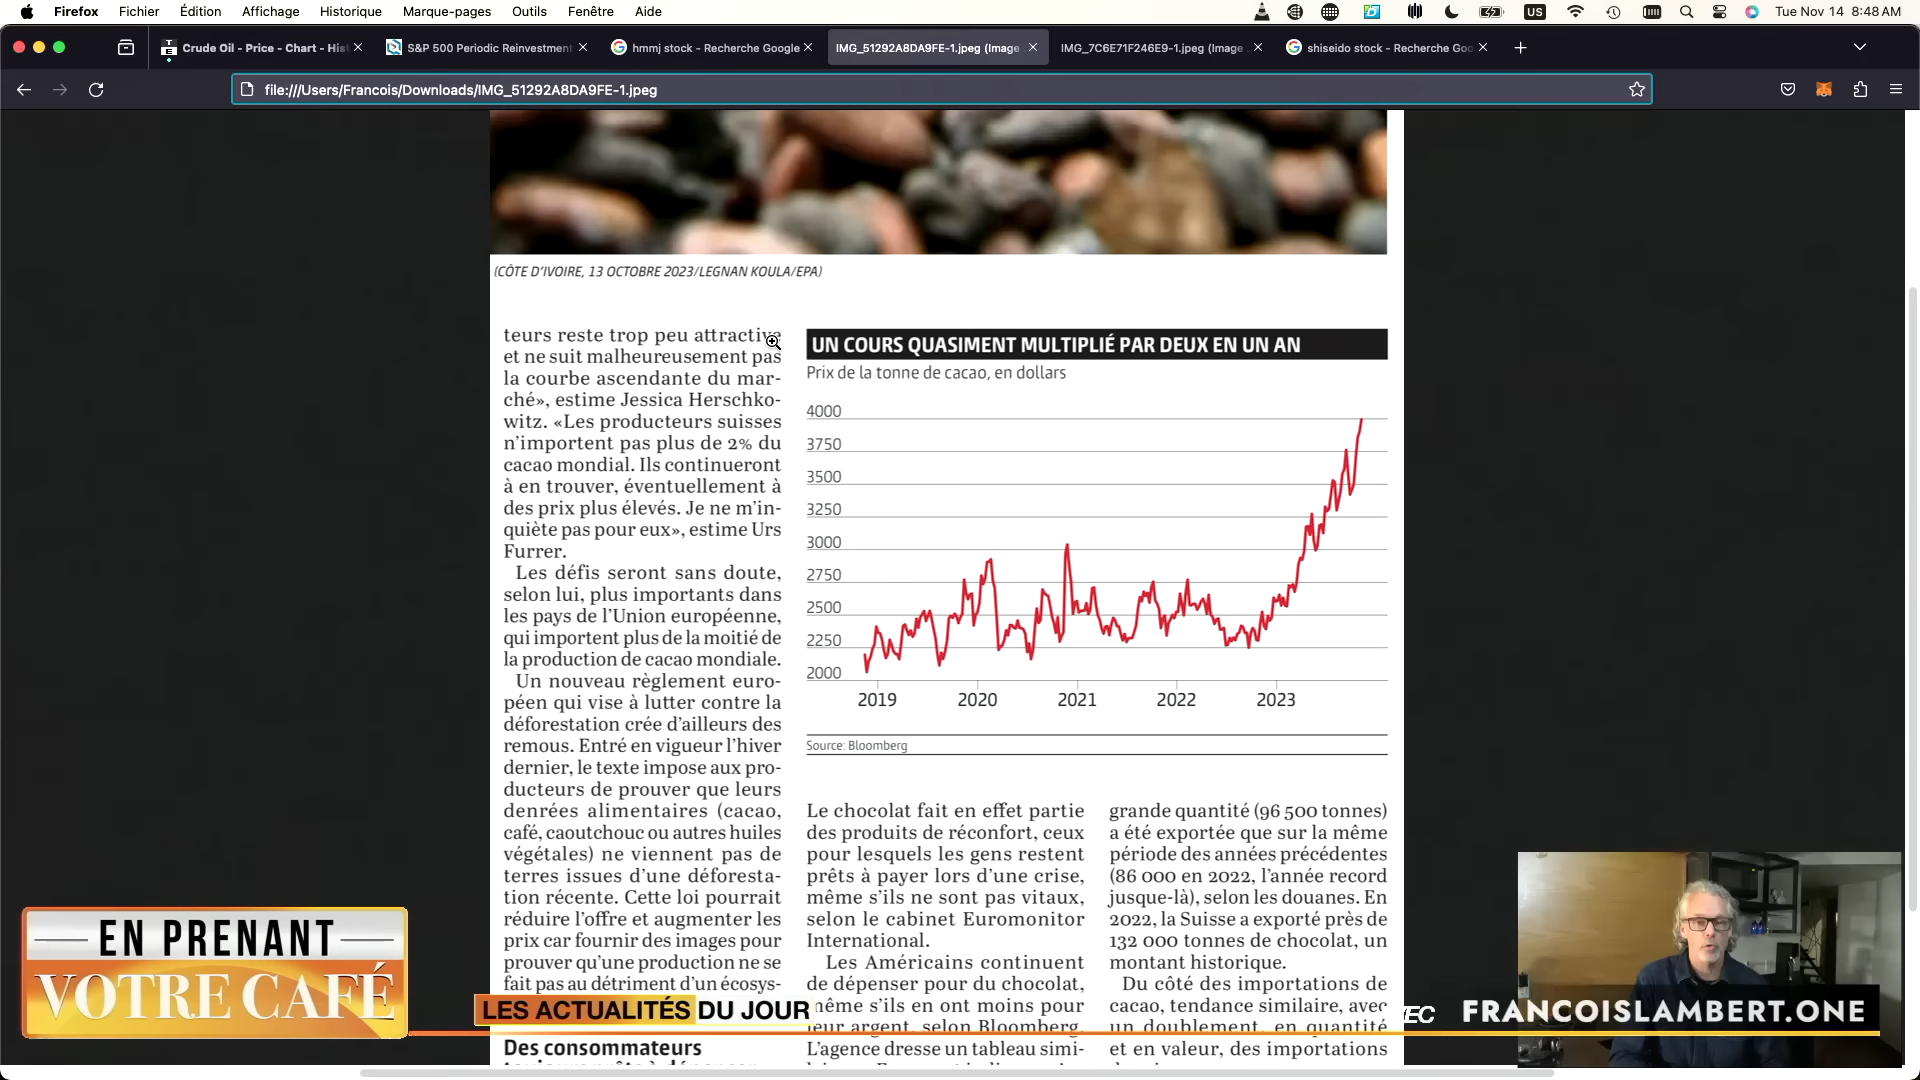 Firefox Fichier Édition Affichage Historique Marque-pages Outils Fenêtre Aide US Tue Nov 14 8:48 AM
Crude Oil - Price - Chart - His S&P 500 Periodic Reinvestmen hmmj stock - Recherche Google IMG_51292A8DA9FE-1.jpeg (Image IMG_7C6E71F246E9-1.jpeg (Image shiseido stock - Recherche Goo
file:///Users/Francois/Downloads/IMG_51292A8DA9FE-1.jpeg
(CÔTE D'IVOIRE, 13 OCTOBRE 2023/LEGNAN KOULA/EPA)
teurs reste trop peu attractive
et ne suit malheureusement pas
la courbe ascendante du mar-
ché», estime Jessica Herschko-
witz. «Les producteurs suisses
n'importent pas plus de 2% du
cacao mondial. Ils continueront
à en trouver, éventuellement à
des prix plus élevés. Je ne m'in-
quiète pas pour eux», estime Urs
Furrer.
Les défis seront sans doute,
selon lui, plus importants dans
les pays de l'Union européenne,
qui importent plus de la moitié de
la production de cacao mondiale.
Un nouveau règlement euro-
péen qui vise à lutter contre la
déforestation crée d'ailleurs des
remous. Entré en vigueur l'hiver
dernier, le texte impose aux pro-
ducteurs de prouver que leurs
denrées alimentaires (cacao,
café, caoutchouc ou autres huiles
végétales) ne viennent pas de
terres issues d'une déforesta-
tion récente. Cette loi pourrait
réduire l'offre et augmenter les
prix car fournir des images pour
prouver qu'une production ne se
fait pas au détriment d'un écosys-
Des consommateurs
UN COURS QUASIMENT MULTIPLIÉ PAR DEUX EN UN AN
Prix de la tonne de cacao, en dollars
4000
3750
3500
3250
3000
2750
2500
2250
2000
2019 2020 2021 2022 2023
Source: Bloomberg
Le chocolat fait en effet partie
des produits de réconfort, ceux
pour lesquels les gens restent
prêts à payer lors d'une crise,
même s'ils ne sont pas vitaux,
selon le cabinet Euromonitor
International.
Les Américains continuent
de dépenser pour du chocolat,
même s'ils en ont moins pour
leur argent, selon Bloomberg.
L'agence dresse un tableau simi-
grande quantité (96 500 tonnes)
a été exportée que sur la même
période des années précédentes
(86 000 en 2022, l'année record
jusque-là), selon les douanes. En
2022, la Suisse a exporté près de
132 000 tonnes de chocolat, un
montant historique.
Du côté des importations de
cacao, tendance similaire, avec
un doublement, en quantité
et en valeur, des importations
EN PRENANT
VOTRE CAFÉ
LES ACTUALITÉS DU JOUR
EC FRANCOISLAMBERT.ONE